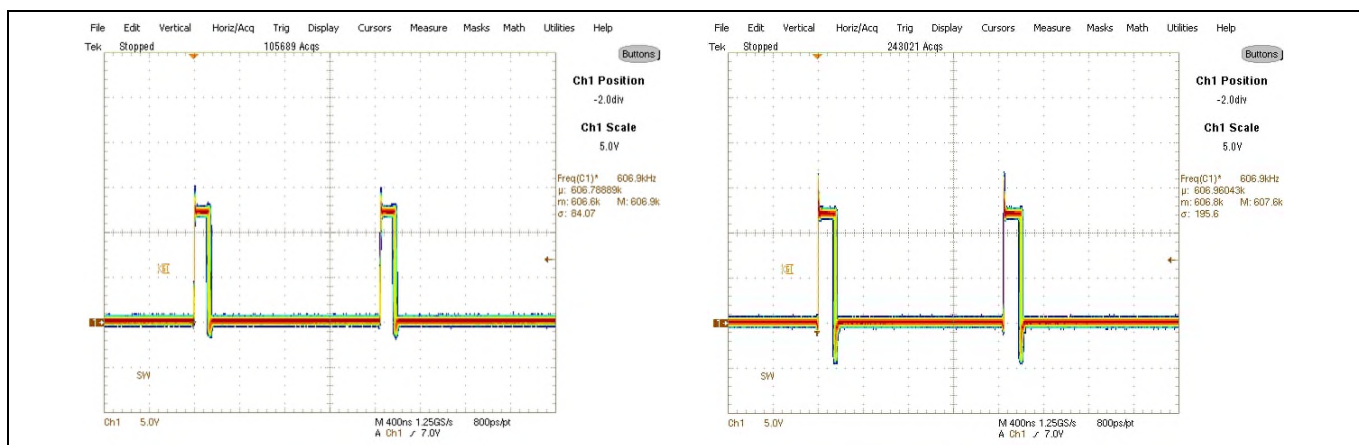 File Edit Vertical Horiz/Acq Trig Display Cursors Measure Masks Math Utilities Help
Tek Stopped 105689 Acqs
Buttons
Ch1 Position
-2.0div
Ch1 Scale
5.0V
Freq(C1)* 606.9kHz
µ: 606.78889k
m: 606.6k M: 606.9k
σ: 84.07
1
SW
Ch1 5.0V
M 400ns 1.25GS/s 800ps/pt
A Ch1 7.0V
File Edit Vertical Horiz/Acq Trig Display Cursors Measure Masks Math Utilities Help
Tek Stopped 243021 Acqs
Buttons
Ch1 Position
-2.0div
Ch1 Scale
5.0V
Freq(C1)* 606.9kHz
µ: 606.96043k
m: 606.8k M: 607.6k
σ: 195.6
1
SW
Ch1 5.0V
M 400ns 1.25GS/s 800ps/pt
A Ch1 7.0V